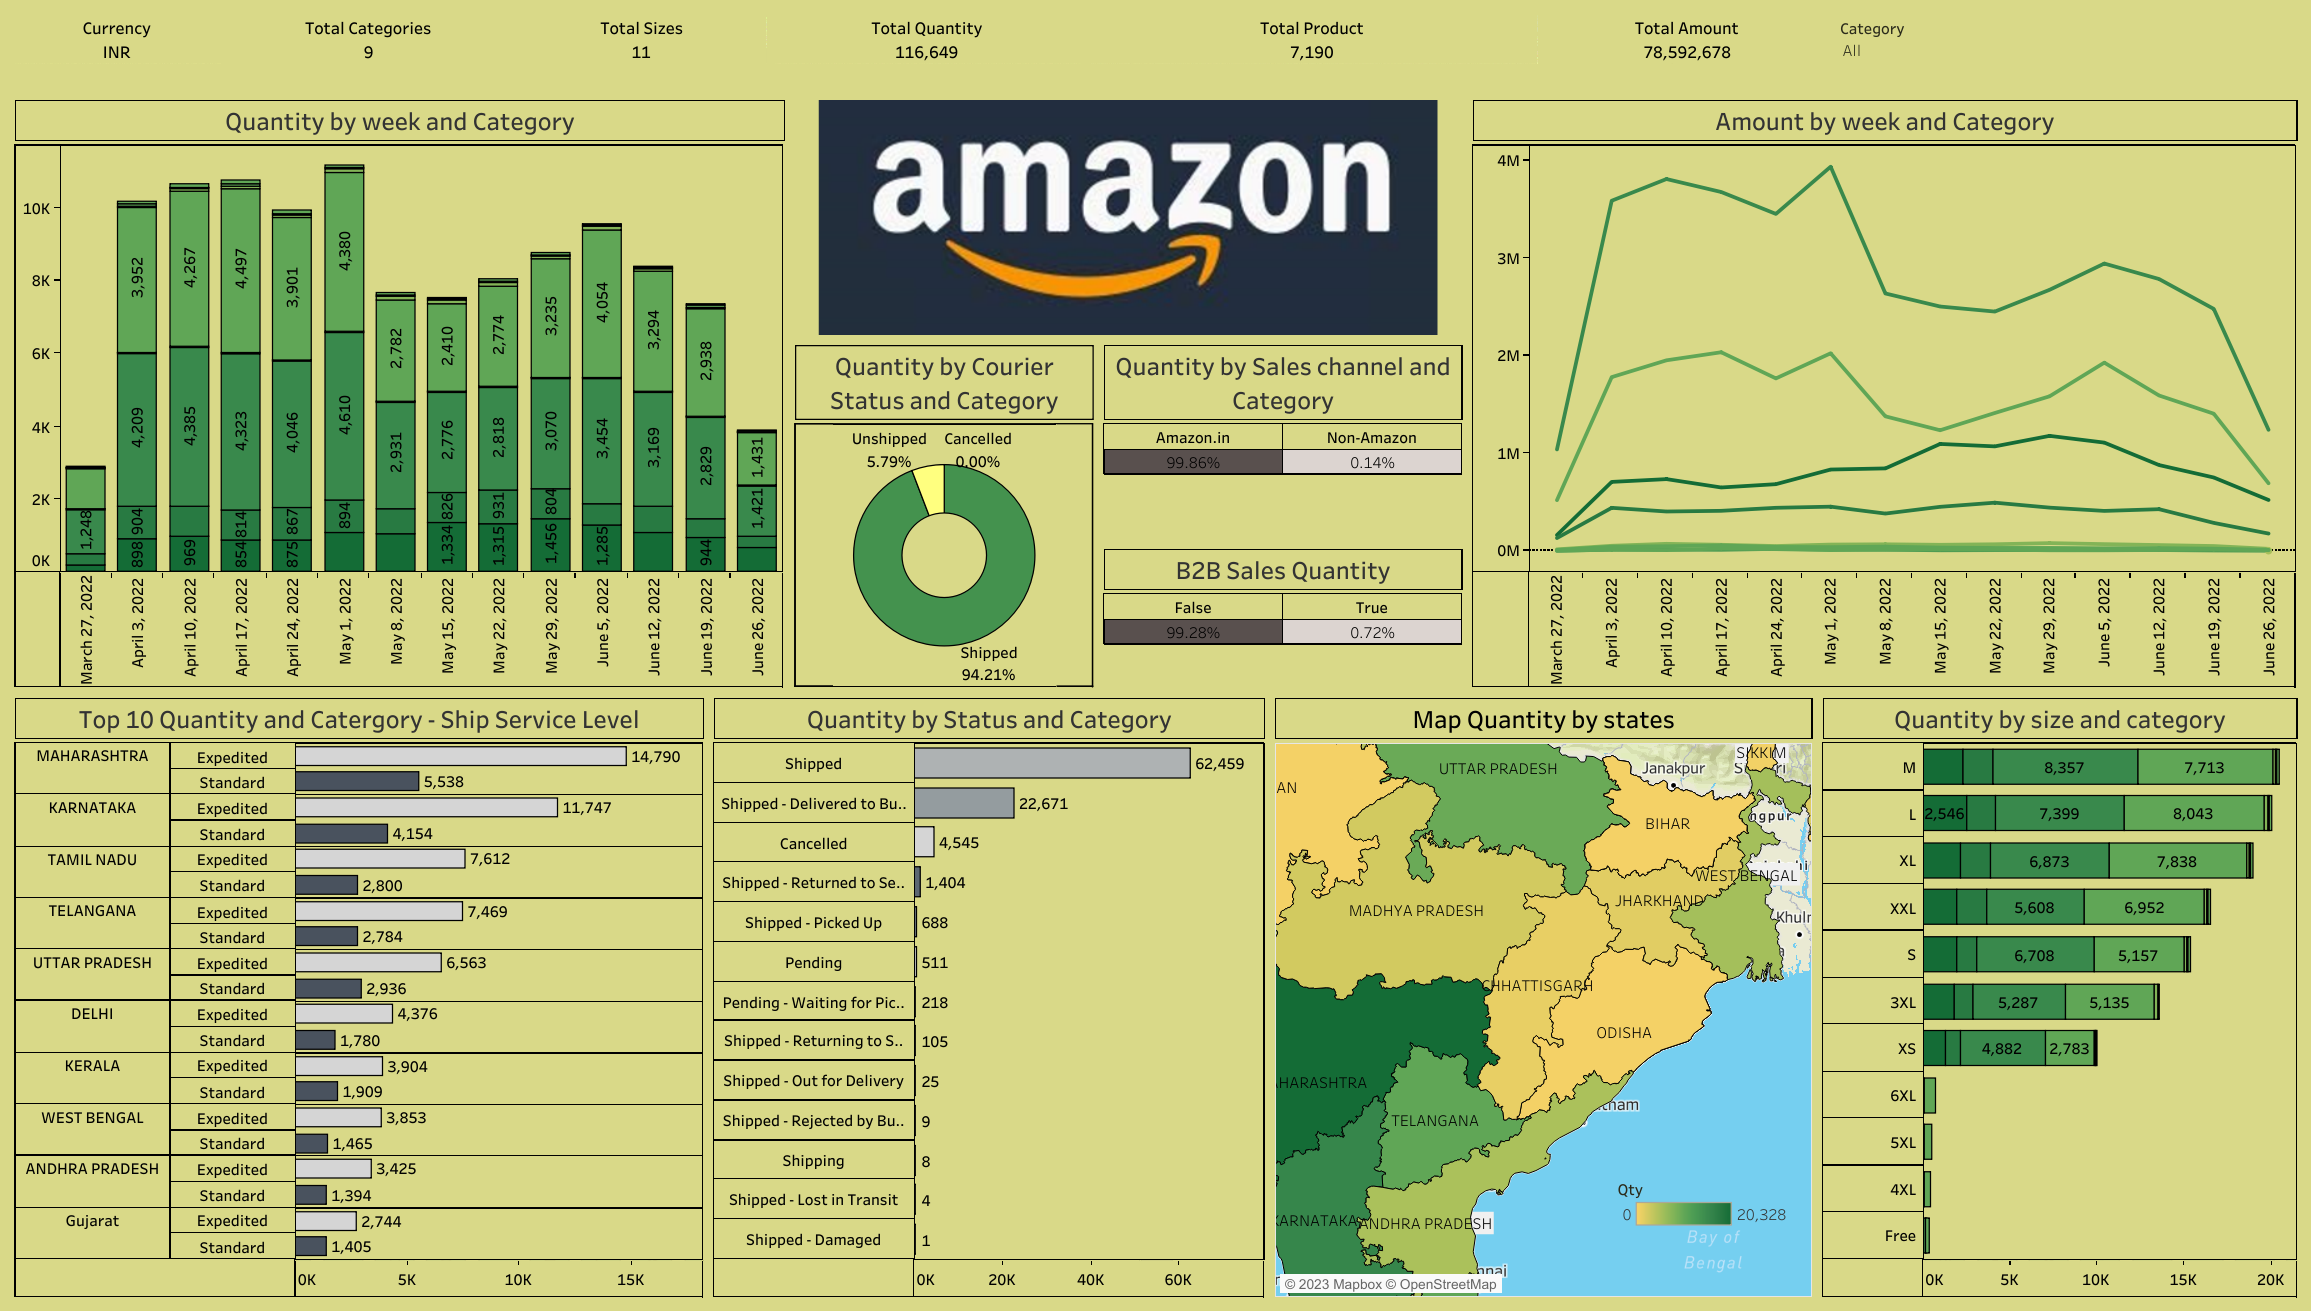 Currency
INR
Total Categories
9
Total Sizes
11
Total Quantity
116,649
Total Product
7,190
Total Amount
78,592,678
Category
All
Quantity by week and Category
10K
8K
6K
4K
2K
0K
1,248
898 904 4,209 3,952
969 4,385 4,267
854 814 4,323 4,497
875 867 4,046 3,901
894 4,610 4,380
2,931 2,782
1,334 826 2,776 2,410
1,315 931 2,818 2,774
1,456 804 3,070 3,235
1,285 3,454 4,054
3,169 3,294
944 2,829 2,938
1,421 1,431
March 27, 2022
April 3, 2022
April 10, 2022
April 17, 2022
April 24, 2022
May 1, 2022
May 8, 2022
May 15, 2022
May 22, 2022
May 29, 2022
June 5, 2022
June 12, 2022
June 19, 2022
June 26, 2022
amazon
Quantity by Courier
Status and Category
Unshipped
5.79%
Cancelled
0.00%
Shipped
94.21%
Quantity by Sales channel and
Category
Amazon.in Non-Amazon
99.86% 0.14%
B2B Sales Quantity
False True
99.28% 0.72%
Amount by week and Category
4M
3M
2M
1M
0M
March 27, 2022
April 3, 2022
April 10, 2022
April 17, 2022
April 24, 2022
May 1, 2022
May 8, 2022
May 15, 2022
May 22, 2022
May 29, 2022
June 5, 2022
June 12, 2022
June 19, 2022
June 26, 2022
Top 10 Quantity and Catergory - Ship Service Level
MAHARASHTRA Expedited 14,790
Standard 5,538
KARNATAKA Expedited 11,747
Standard 4,154
TAMIL NADU Expedited 7,612
Standard 2,800
TELANGANA Expedited 7,469
Standard 2,784
UTTAR PRADESH Expedited 6,563
Standard 2,936
DELHI Expedited 4,376
Standard 1,780
KERALA Expedited 3,904
Standard 1,909
WEST BENGAL Expedited 3,853
Standard 1,465
ANDHRA PRADESH Expedited 3,425
Standard 1,394
Gujarat Expedited 2,744
Standard 1,405
0K 5K 10K 15K
Quantity by Status and Category
Shipped 62,459
Shipped - Delivered to Bu.. 22,671
Cancelled 4,545
Shipped - Returned to Se.. 1,404
Shipped - Picked Up 688
Pending 511
Pending - Waiting for Pic.. 218
Shipped - Returning to S.. 105
Shipped - Out for Delivery 25
Shipped - Rejected by Bu.. 9
Shipping 8
Shipped - Lost in Transit 4
Shipped - Damaged 1
0K 20K 40K 60K
Map Quantity by states
SIKKIM
UTTAR PRADESH
Janakpur
AN
ngpur
BIHAR
WEST BENGAL
JHARKHAND
MADHYA PRADESH
Khuln
CHHATTISGARH
ODISHA
HARASHTRA
tnam
TELANGANA
Qty
0 20,328
KARNATAKA
ANDHRA PRADESH
Bay of
Bengal
nnai
© 2023 Mapbox © OpenStreetMap
Quantity by size and category
M 8,357 7,713
L 2,546 7,399 8,043
XL 6,873 7,838
XXL 5,608 6,952
S 6,708 5,157
3XL 5,287 5,135
XS 4,882 2,783
6XL
5XL
4XL
Free
0K 5K 10K 15K 20K